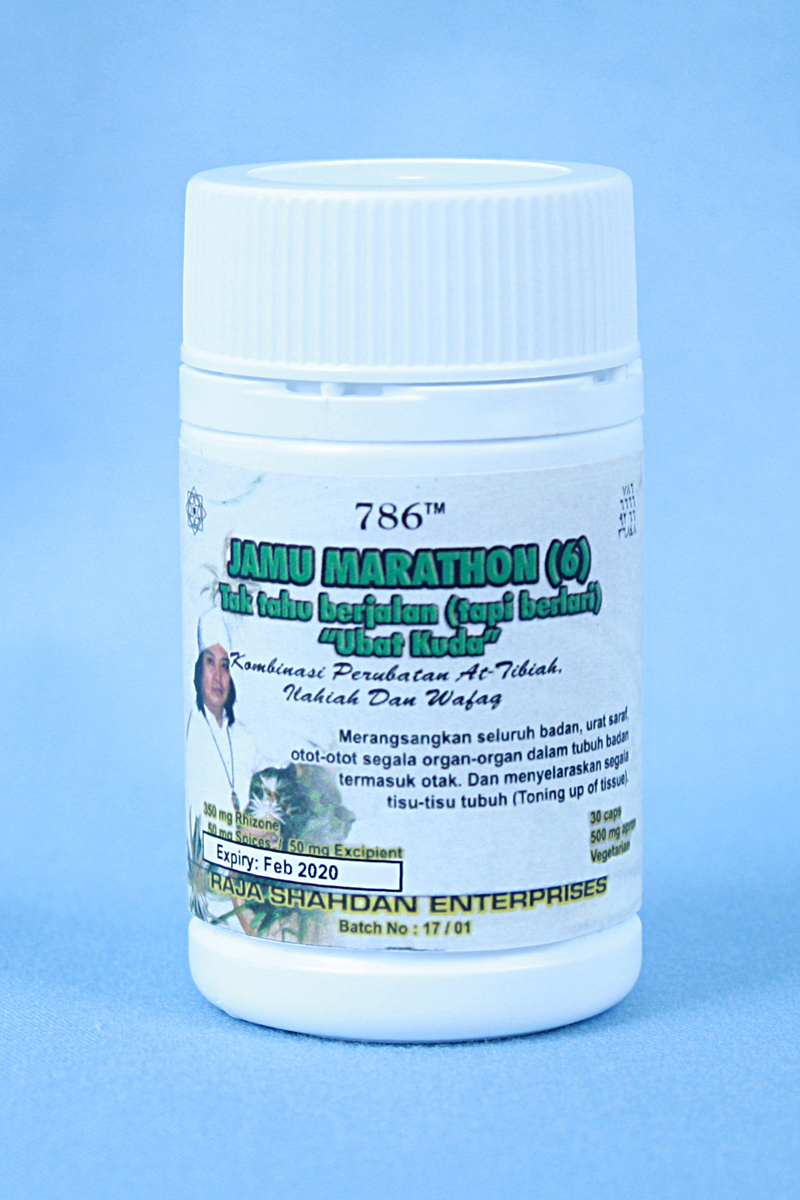 786™
JAMU MARATHON (6)
Tak tahu berjalan (tapi berlari)
"Ubat Kuda"
Kombinasi Perubatan At-Tibiah,
Ilahiah Dan Wafaq
Merangsangkan seluruh badan, urat saraf,
otot-otot segala organ-organ dalam tubuh badan
termasuk otak. Dan menyelaraskan segala
tisu-tisu tubuh (Toning up of tissue).
350 mg Rhizone
50 mg Spices / 50 mg Excipient
30 caps
500 mg aprox
Vegetarian
Expiry: Feb 2020
RAJA SHAHDAN ENTERPRISES
Batch No : 17 / 01